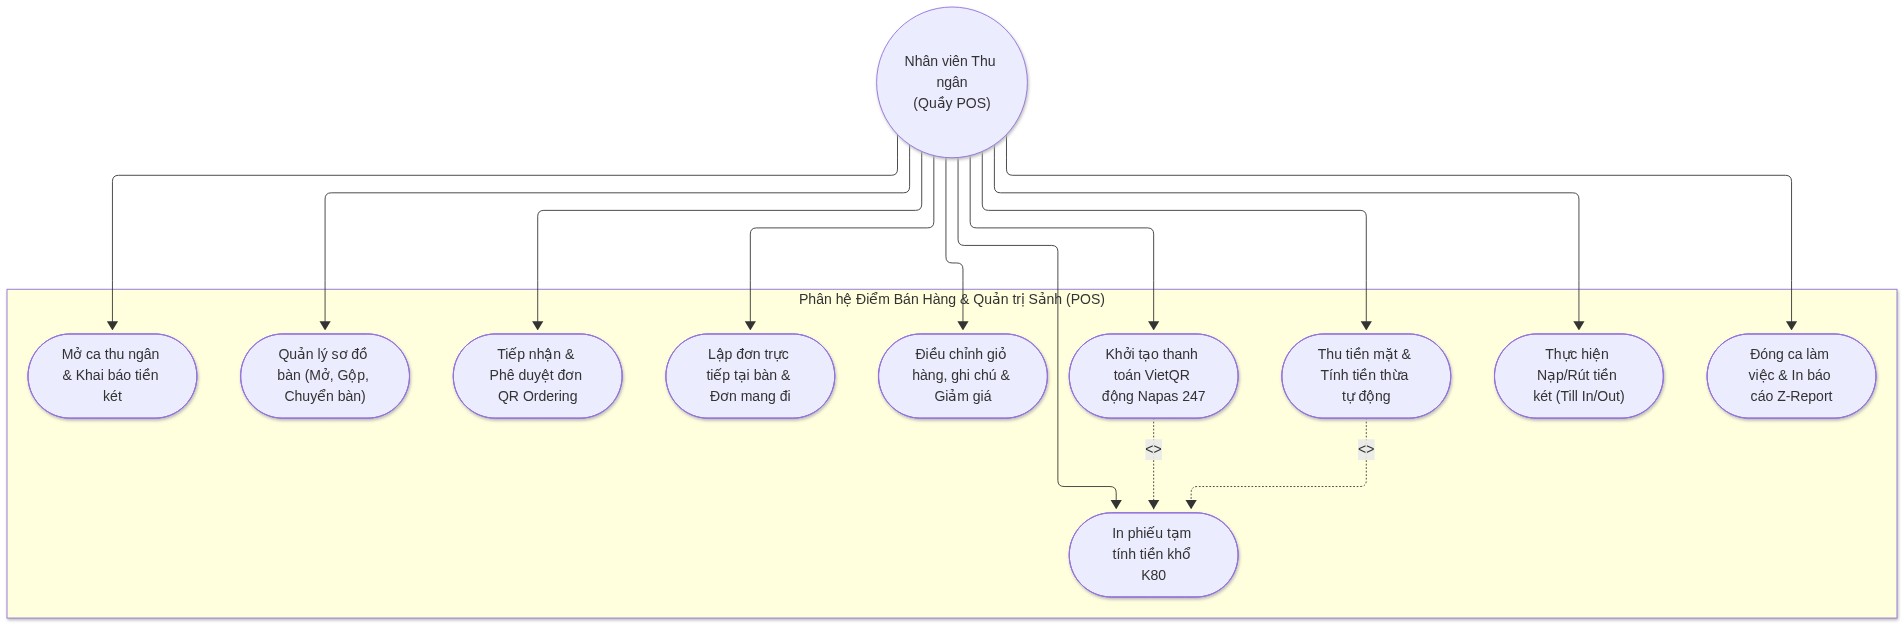 Nhân viên Thu
ngân
(Quầy POS)
Phân hệ Điểm Bán Hàng & Quản trị Sảnh (POS)
Mở ca thu ngân
& Khai báo tiền
két
Quản lý sơ đồ
bàn (Mở, Gộp,
Chuyển bàn)
Tiếp nhận &
Phê duyệt đơn
QR Ordering
Lập đơn trực
tiếp tại bàn &
Đơn mang đi
Điều chỉnh giỏ
hàng, ghi chú &
Giảm giá
Khởi tạo thanh
toán VietQR
động Napas 247
Thu tiền mặt &
Tính tiền thừa
tự động
Thực hiện
Nạp/Rút tiền
két (Till In/Out)
Đóng ca làm
việc & In báo
cáo Z-Report
<>
<>
In phiếu tạm
tính tiền khổ
K80